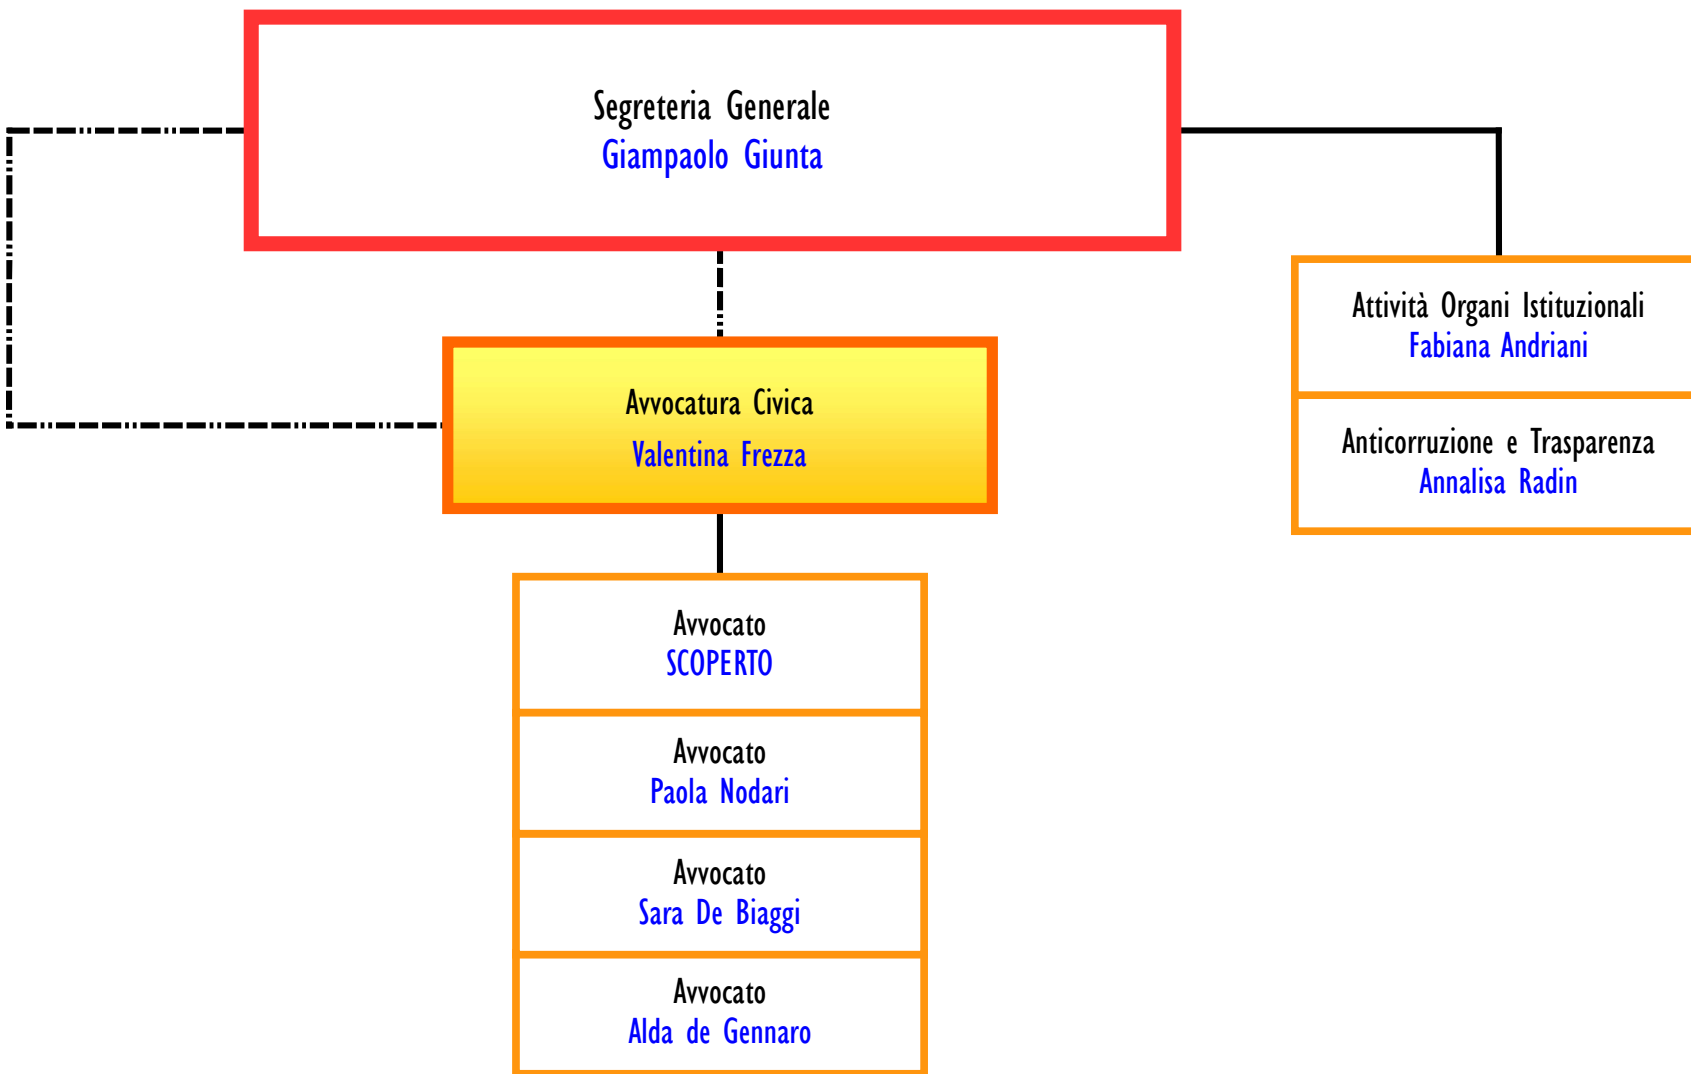 Segreteria Generale
Giampaolo Giunta
Attività Organi Istituzionali
Fabiana Andriani
Avvocatura Civica
Valentina Frezza
Anticorruzione e Trasparenza
Annalisa Radin
Avvocato
SCOPERTO
Avvocato
Paola Nodari
Avvocato
Sara De Biaggi
Avvocato
Alda de Gennaro